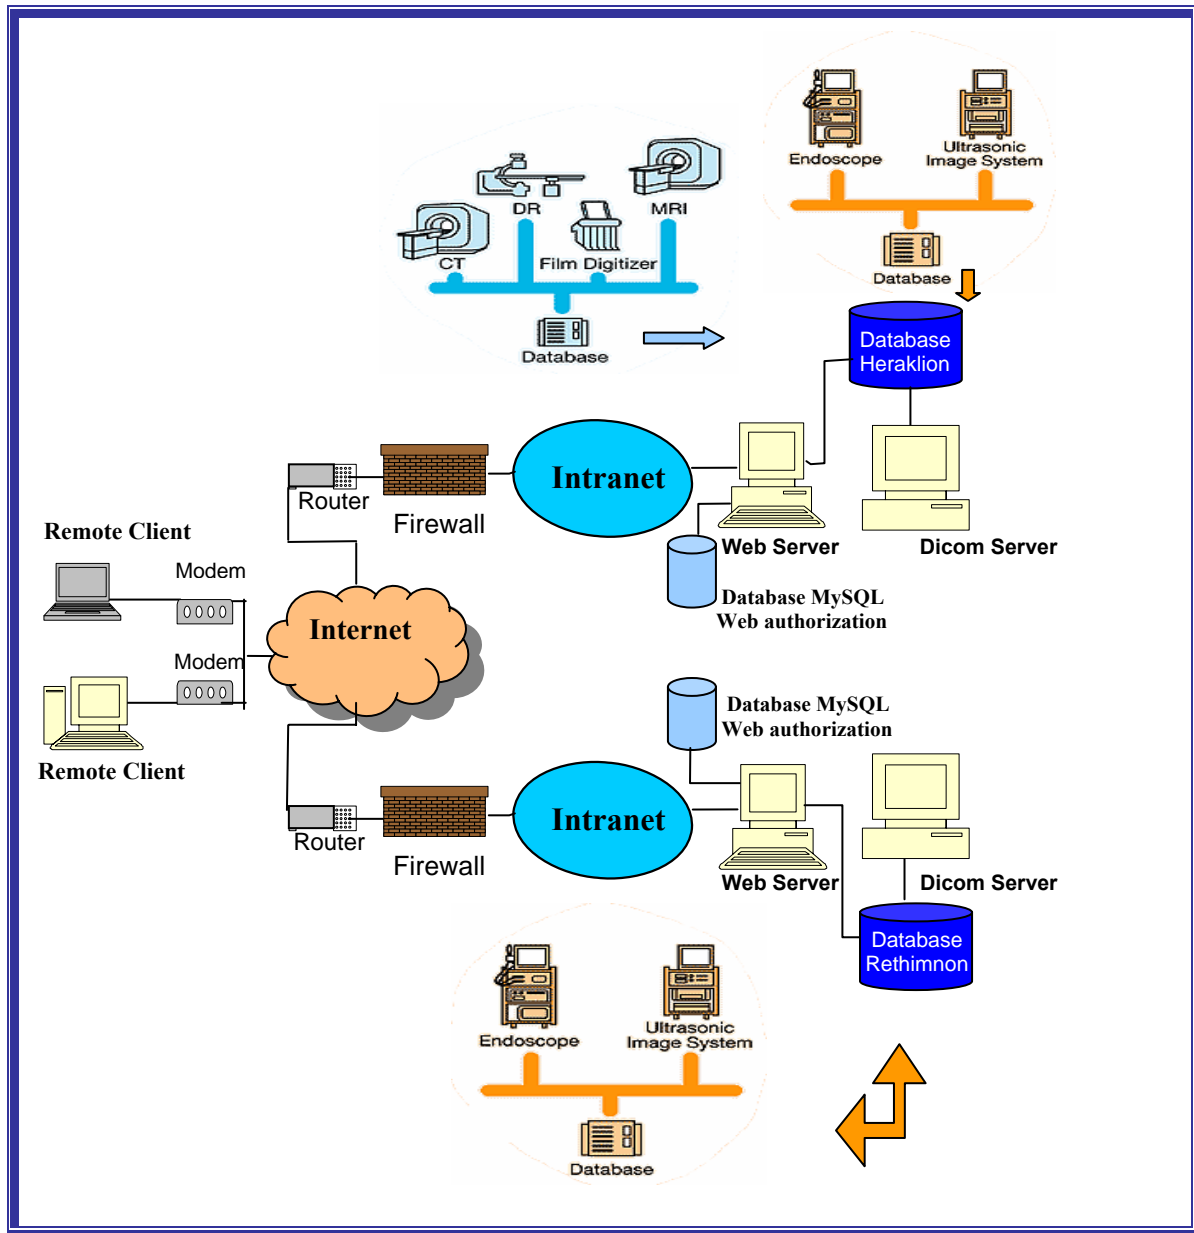 Endoscope
Ultrasonic
Image System
Database
DR
MRI
CT
Film Digitizer
Database
Database
Heraklion
Intranet
Router
Firewall
Web Server
Dicom Server
Remote Client
Modem
Database MySQL
Web authorization
Internet
Modem
Remote Client
Database MySQL
Web authorization
Intranet
Router
Firewall
Web Server
Dicom Server
Database
Rethimnon
Endoscope
Ultrasonic
Image System
Database